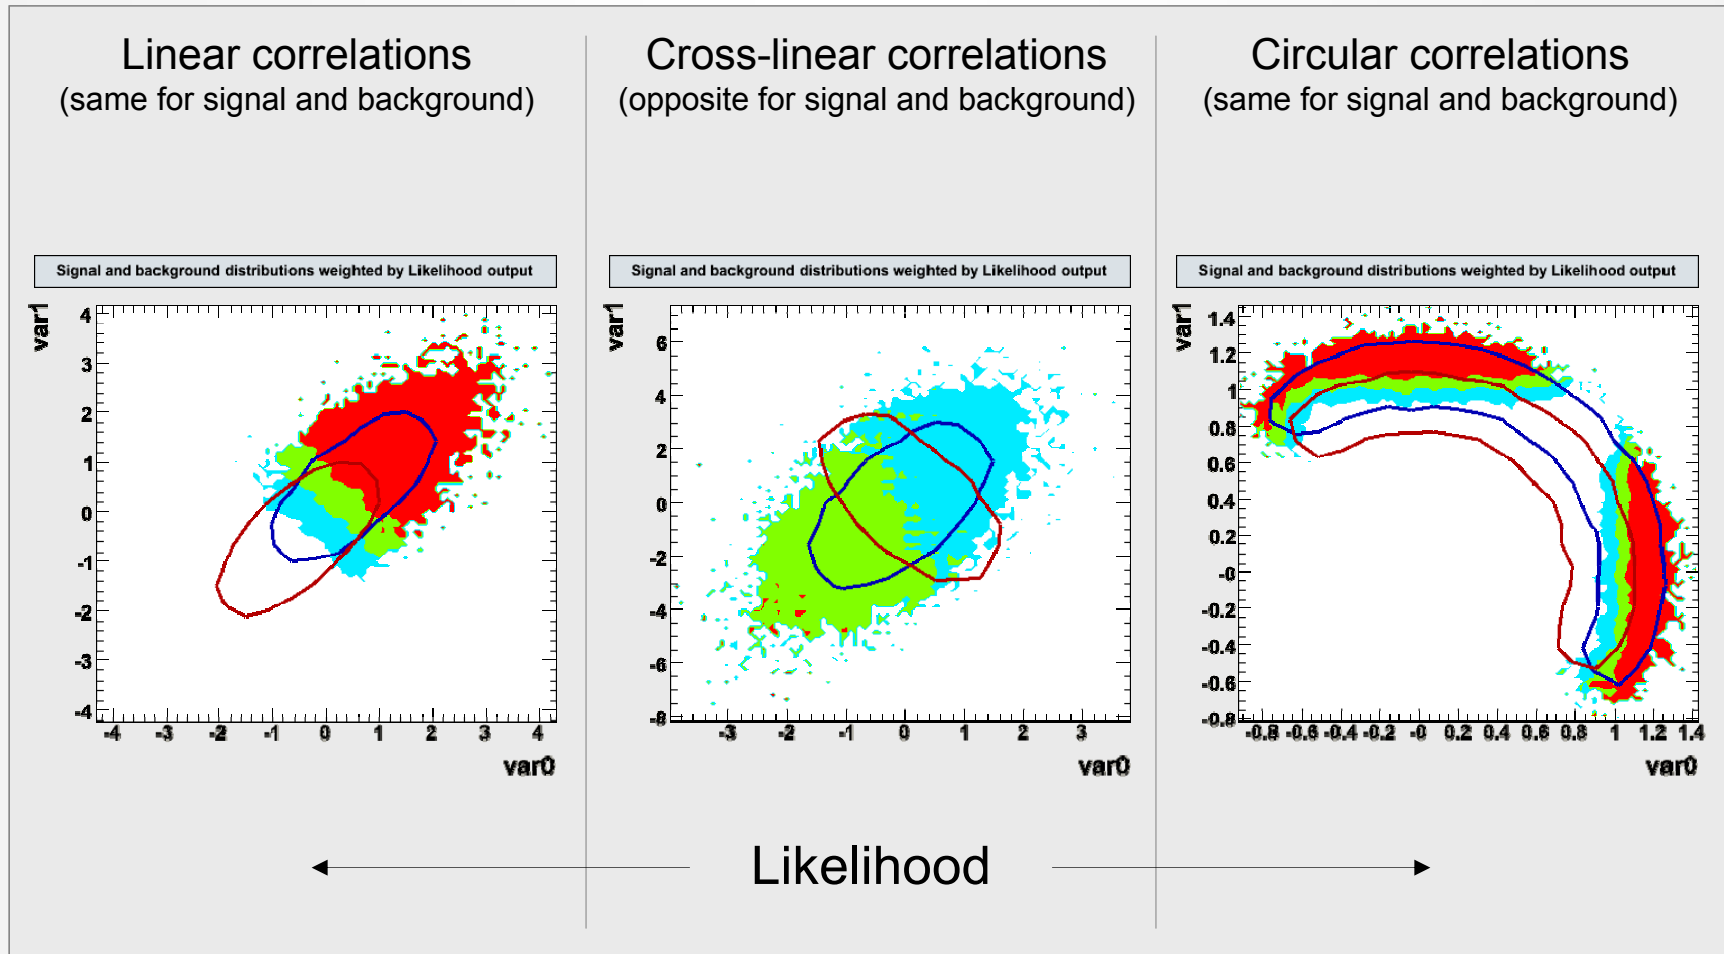 Linear correlations
(same for signal and background)
Cross-linear correlations
(opposite for signal and background)
Circular correlations
(same for signal and background)
Signal and background distributions weighted by Likelihood output
var1
4
3
2
1
0
-1
-2
-3
-4
-4 -3 -2 -1 0 1 2 3 4
var0
Signal and background distributions weighted by Likelihood output
var1
6
4
2
0
-2
-4
-6
-8
-3 -2 -1 0 1 2 3
var0
Signal and background distributions weighted by Likelihood output
var1
1.4
1.2
1
0.8
0.6
0.4
0.2
-0
-0.2
-0.4
-0.6
-0.8
-0.8 -0.6 -0.4 -0.2 -0 0.2 0.4 0.6 0.8 1 1.2 1.4
var0
Likelihood